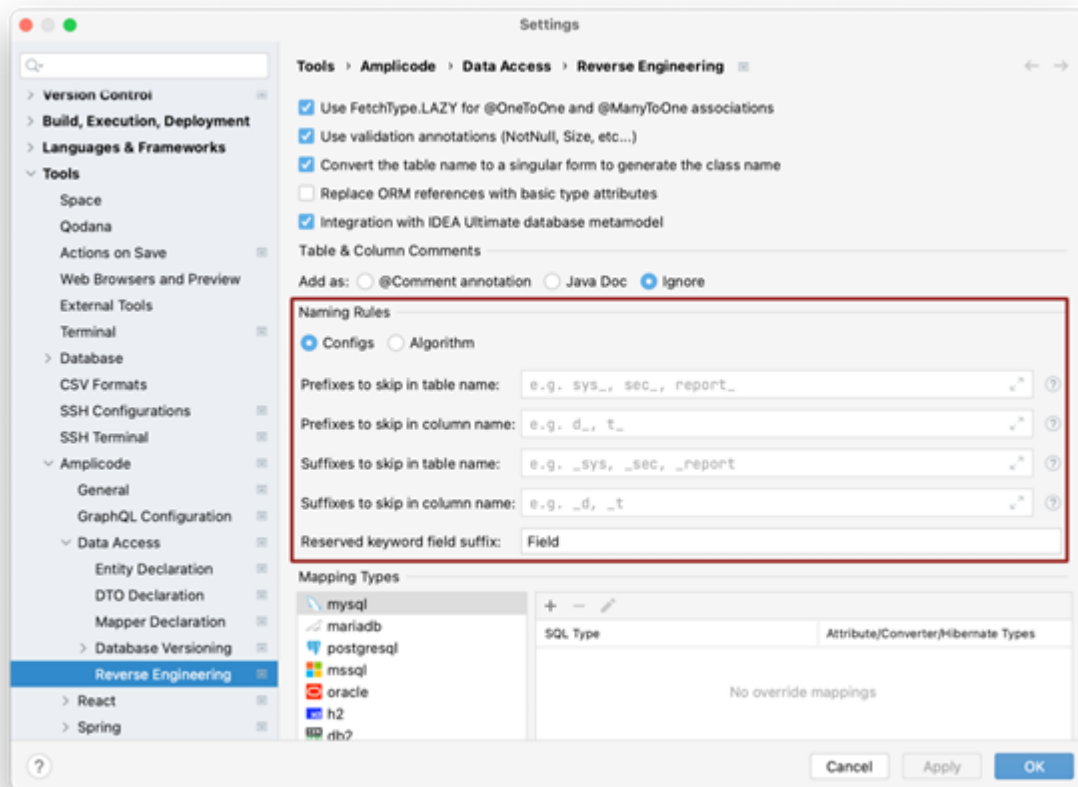 Settings
Version Control
Build, Execution, Deployment
Languages & Frameworks
Tools
Space
Qodana
Actions on Save
Web Browsers and Preview
External Tools
Terminal
Database
CSV Formats
SSH Configurations
SSH Terminal
Amplicode
General
GraphQL Configuration
Data Access
Entity Declaration
DTO Declaration
Mapper Declaration
Database Versioning
Reverse Engineering
React
Spring
Tools › Amplicode › Data Access › Reverse Engineering
Use FetchType.LAZY for @OneToOne and @ManyToOne associations
Use validation annotations (NotNull, Size, etc...)
Convert the table name to a singular form to generate the class name
Replace ORM references with basic type attributes
Integration with IDEA Ultimate database metamodel
Table & Column Comments
Add as: @Comment annotation Java Doc Ignore
Naming Rules
Configs Algorithm
Prefixes to skip in table name: e.g. sys_, sec_, report_ ?
Prefixes to skip in column name: e.g. d_, t_ ?
Suffixes to skip in table name: e.g. _sys, _sec, _report ?
Suffixes to skip in column name: e.g. _d, _t ?
Reserved keyword field suffix: Field
Mapping Types
mysql
mariadb
postgresql
mssql
oracle
h2
db2
+ −
SQL Type Attribute/Converter/Hibernate Types
No override mappings
? Cancel Apply OK